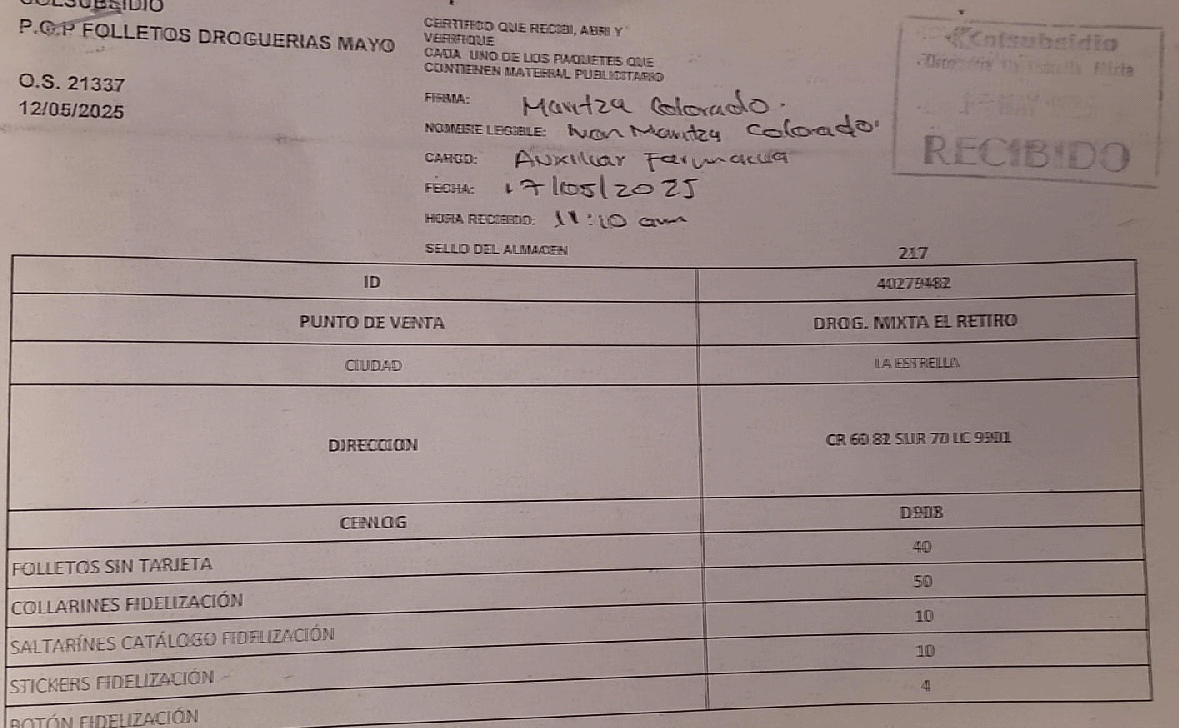 COLSUBSIDIO
P.O.P FOLLETOS DROGUERIAS MAYO
O.S. 21337
12/05/2025
CERTIFICO QUE RECIBI, ABRI Y
VERIFIQUE
CADA UNO DE LOS PAQUETES QUE
CONTIENEN MATERIAL PUBLICITARIO
FIRMA: Maritza Colorado.
NOMBRE LEGIBLE: Maritza Colorado.
CARGO: Auxiliar Farmacia
FECHA: 17/05/2025
HORA RECIBIDO: 11:10 am
SELLO DEL ALMACEN
Colsubsidio
RECIBIDO
217
ID 40279482
PUNTO DE VENTA DROG. MIXTA EL RETIRO
CIUDAD LA ESTRELLA
DIRECCION CR 60 82 SUR 70 LC 9901
CENLOG D9DB
FOLLETOS SIN TARJETA 40
COLLARINES FIDELIZACIÓN 50
SALTARÍNES CATÁLOGO FIDELIZACIÓN 10
STICKERS FIDELIZACIÓN 10
BOTÓN FIDELIZACIÓN 4